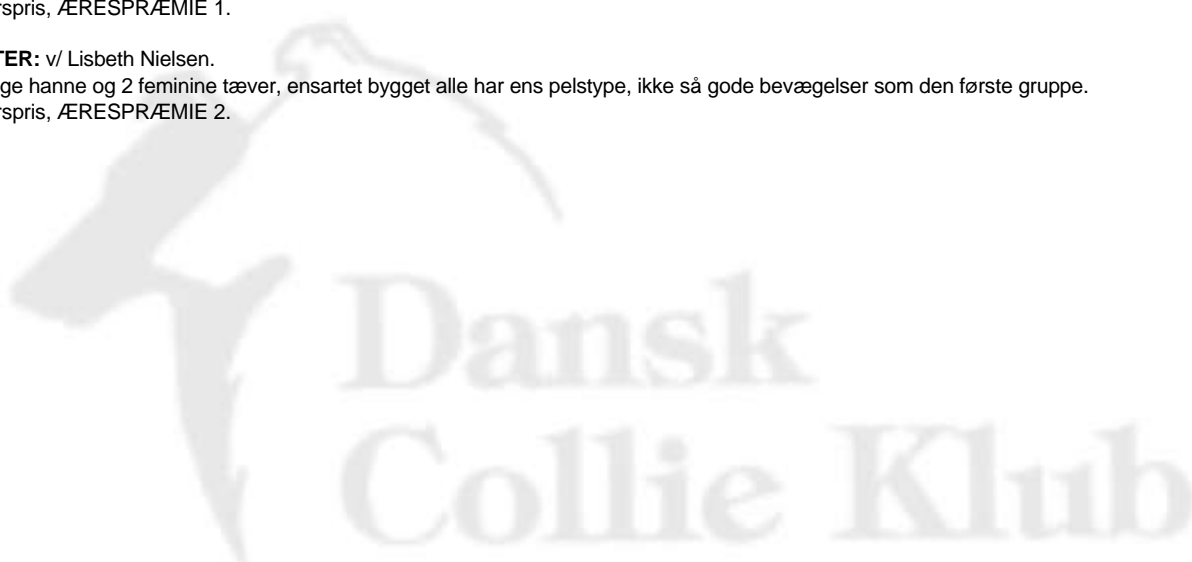 rspris, ÆRESPRÆMIE 1.
TER: v/ Lisbeth Nielsen.
ge hanne og 2 feminine tæver, ensartet bygget alle har ens pelstype, ikke så gode bevægelser som den første gruppe.
rspris, ÆRESPRÆMIE 2.
Dansk
Collie Klub